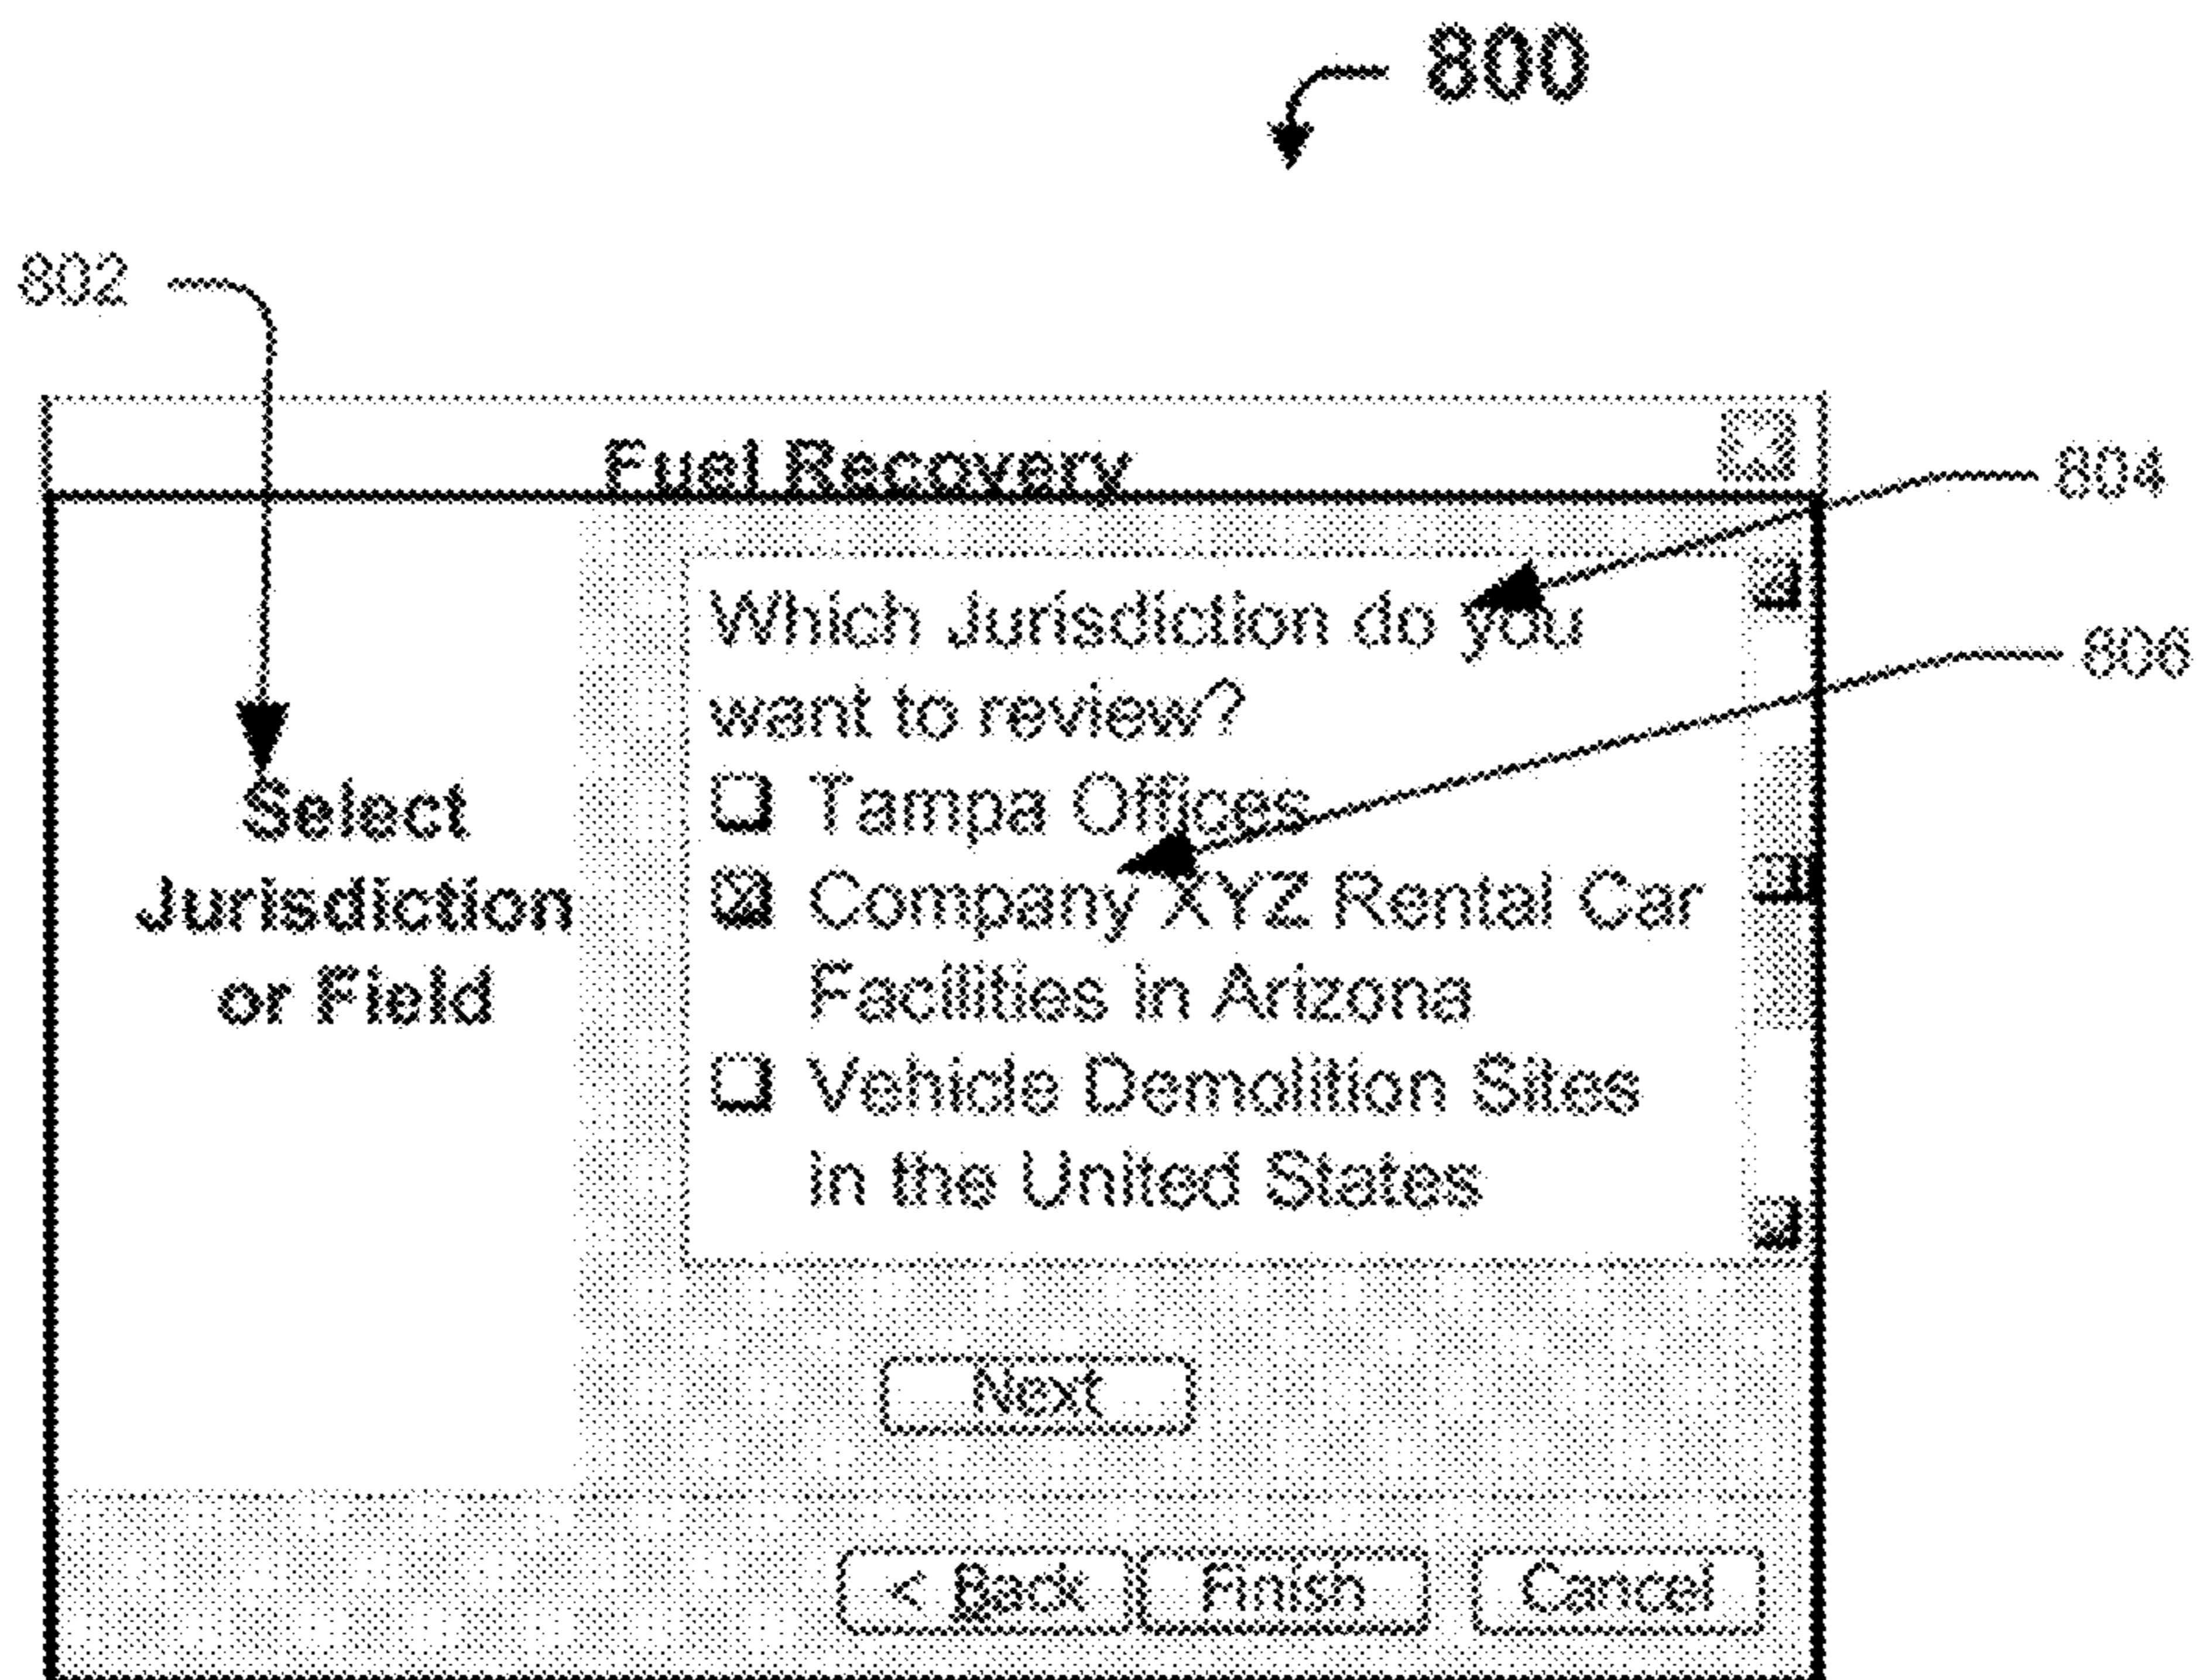 800
802
Fuel Recovery
804
Which Jurisdiction do you
806
want to review?
Select
Jurisdiction
or Field
Tampa Offices
Company XYZ Rental Car
Facilities in Arizona
Vehicle Demolition Sites
in the United States
Next
< Back
Finish
Cancel